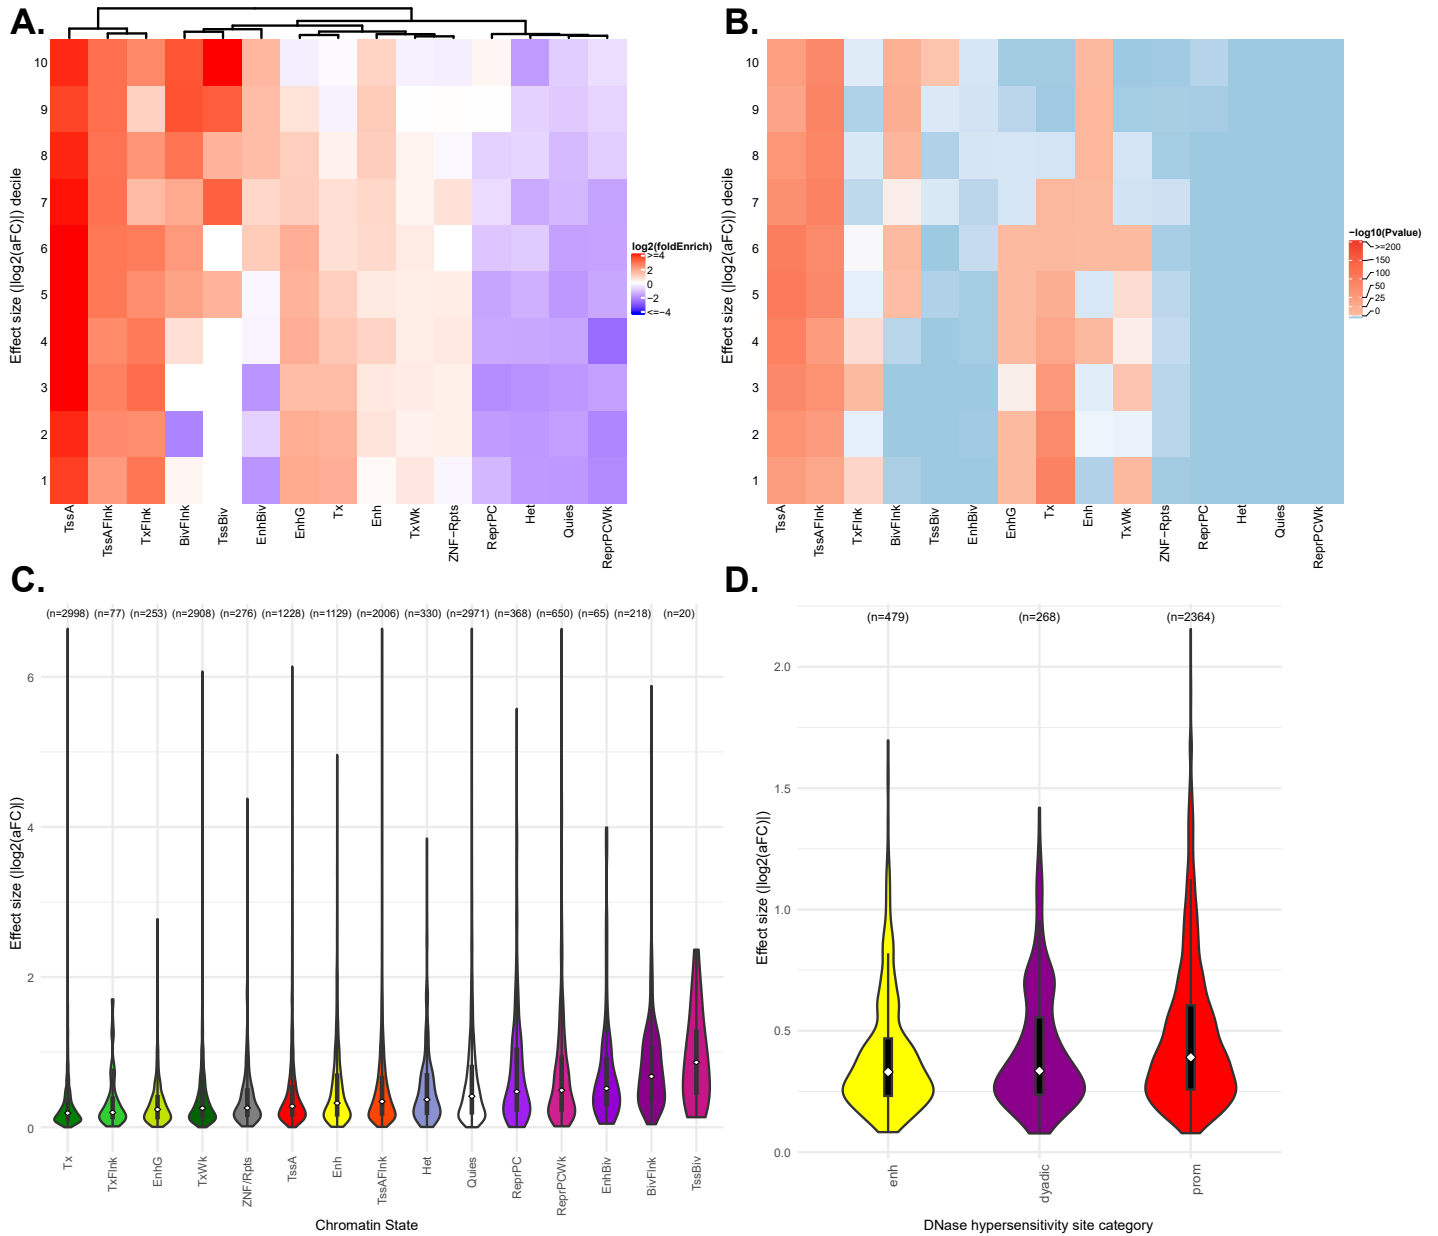 A.
10
9
8
7
6
5
4
3
2
1
Effect size (|log2(aFC)|) decile
TssA
TssAFlnk
TxFlnk
BivFlnk
TssBiv
EnhBiv
EnhG
Tx
Enh
TxWk
ZNF−Rpts
ReprPC
Het
Quies
ReprPCWk
log2(foldEnrich)
>=4
2
0
−2
<=−4
B.
10
9
8
7
6
5
4
3
2
1
Effect size (|log2(aFC)|) decile
TssA
TssAFlnk
TxFlnk
BivFlnk
TssBiv
EnhBiv
EnhG
Tx
Enh
TxWk
ZNF−Rpts
ReprPC
Het
Quies
ReprPCWk
−log10(Pvalue)
>=200
150
100
50
25
0
C.
(n=2998) (n=77) (n=253) (n=2908) (n=276) (n=1228) (n=1129) (n=2006) (n=330) (n=2971) (n=368) (n=650) (n=65) (n=218) (n=20)
6
4
2
0
Effect size (|log2(aFC)|)
Tx
TxFlnk
EnhG
TxWk
ZNF/Rpts
TssA
Enh
TssAFlnk
Het
Quies
ReprPC
ReprPCWk
EnhBiv
BivFlnk
TssBiv
Chromatin State
D.
(n=479) (n=268) (n=2364)
2.0
1.5
1.0
0.5
0.0
Effect size (|log2(aFC)|)
enh
dyadic
prom
DNase hypersensitivity site category